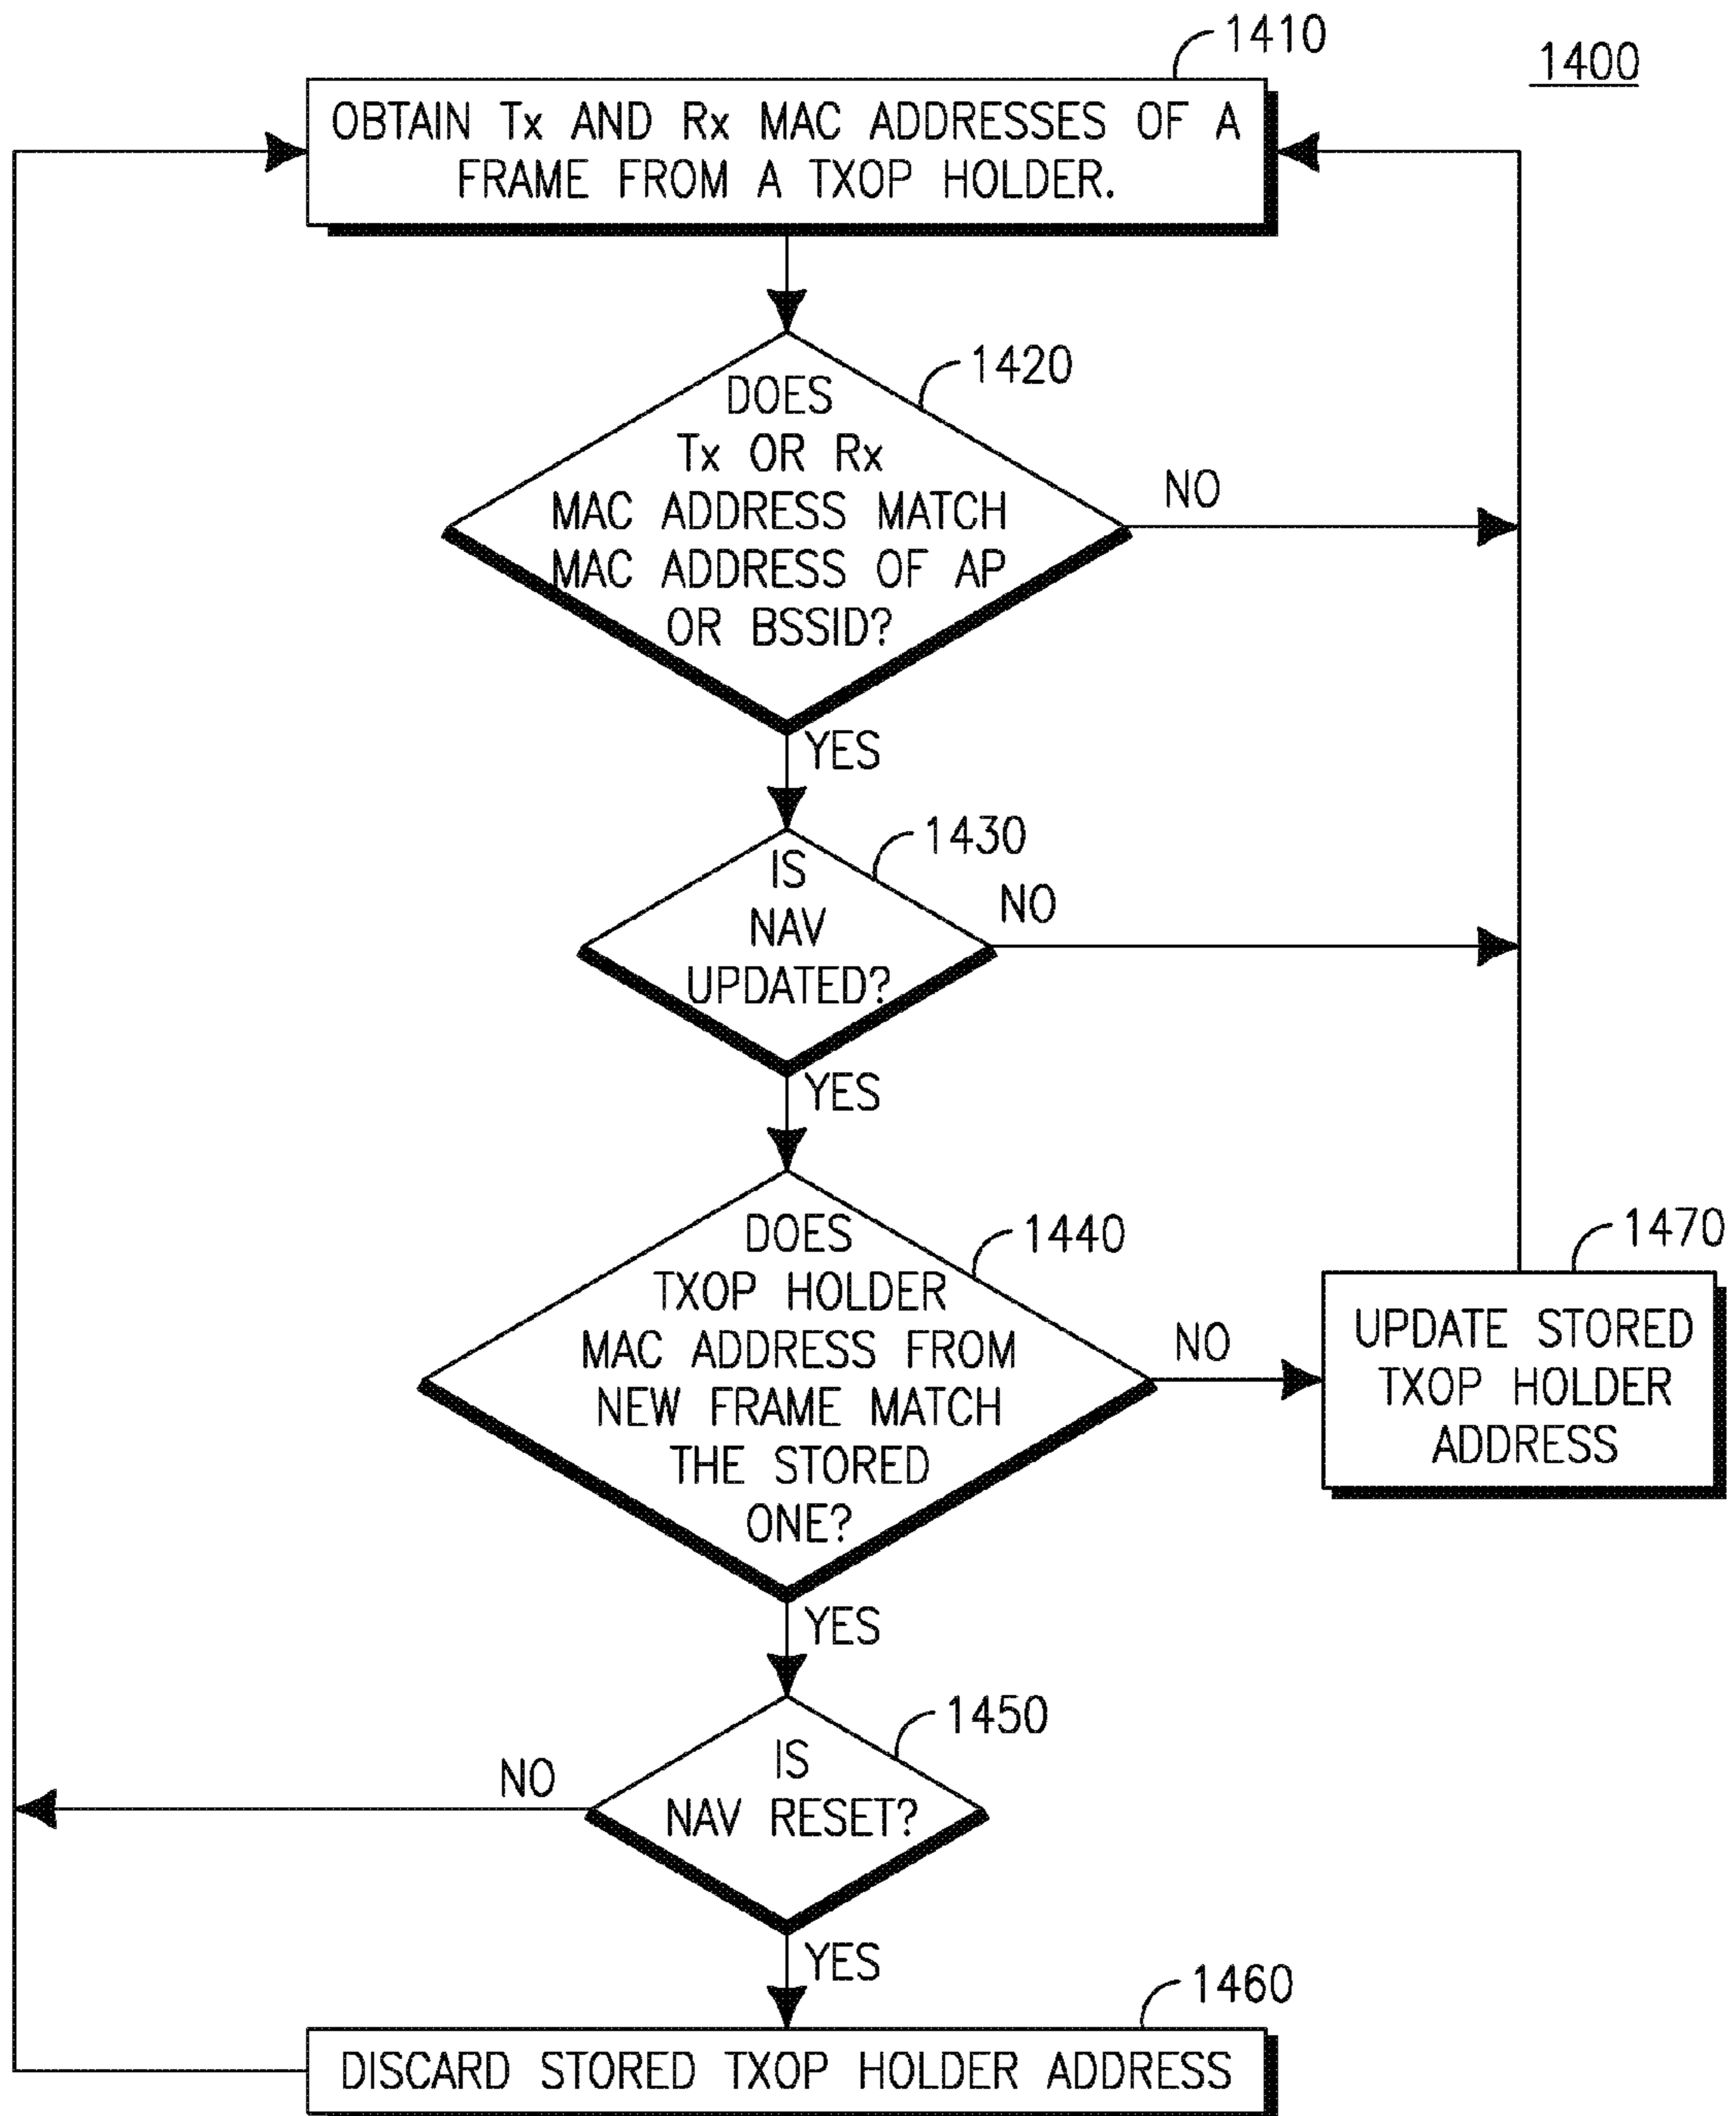 1410
1400
OBTAIN Tx AND Rx MAC ADDRESSES OF A
FRAME FROM A TXOP HOLDER.
1420
DOES
Tx OR Rx
MAC ADDRESS MATCH
MAC ADDRESS OF AP
OR BSSID?
NO
YES
1430
IS
NAV
UPDATED?
NO
YES
1440
DOES
TXOP HOLDER
MAC ADDRESS FROM
NEW FRAME MATCH
THE STORED
ONE?
NO
1470
UPDATE STORED
TXOP HOLDER
ADDRESS
YES
1450
IS
NAV RESET?
NO
YES
1460
DISCARD STORED TXOP HOLDER ADDRESS